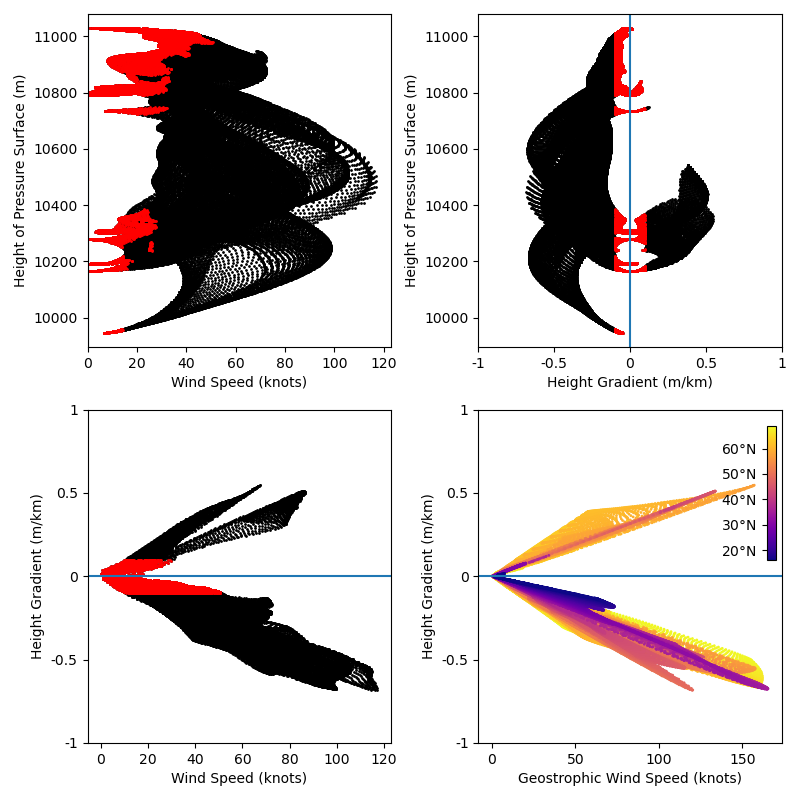 11000
10800
10600
10400
10200
10000
Height of Pressure Surface (m)
0 20 40 60 80 100 120
Wind Speed (knots)
11000
10800
10600
10400
10200
10000
Height of Pressure Surface (m)
-1 -0.5 0 0.5 1
Height Gradient (m/km)
1
0.5
0
-0.5
-1
Height Gradient (m/km)
0 20 40 60 80 100 120
Wind Speed (knots)
1
0.5
0
-0.5
-1
Height Gradient (m/km)
60°N
50°N
40°N
30°N
20°N
0 50 100 150
Geostrophic Wind Speed (knots)